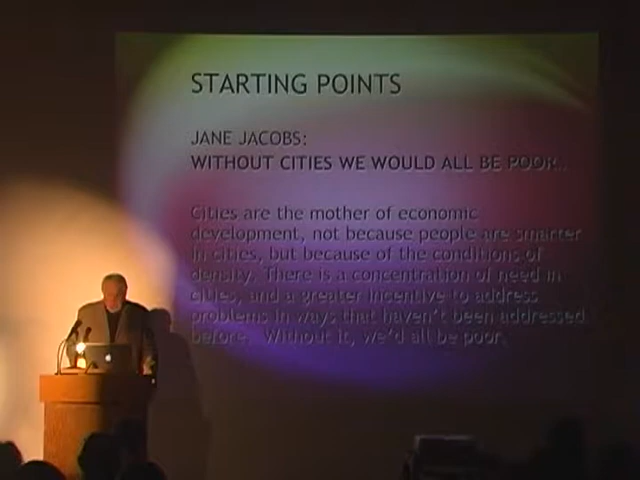 STARTING POINTS
JANE JACOBS:
WITHOUT CITIES WE WOULD ALL BE POOR..
Cities are the mother of economic
development, not because people are smarter
in cities, but because of the conditions of
density. There is a concentration of need in
cities, and a greater incentive to address
problems in ways that haven't been addressed
before. Without it, we'd all be poor.